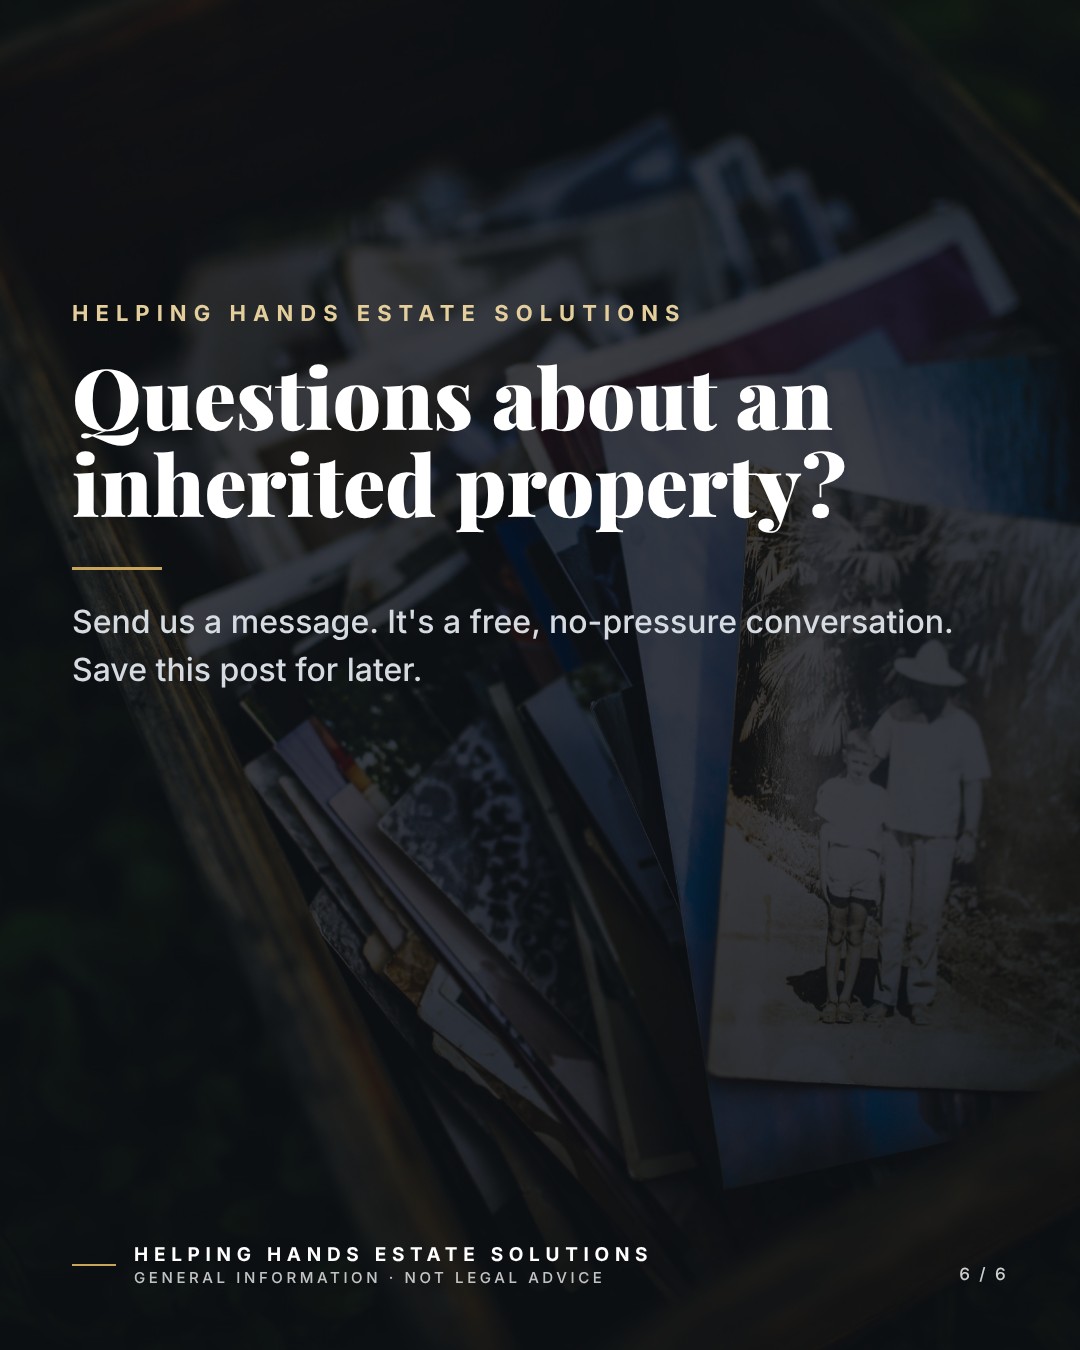 HELPING HANDS ESTATE SOLUTIONS
Questions about an
inherited property?
Send us a message. It's a free, no-pressure conversation.
Save this post for later.
HELPING HANDS ESTATE SOLUTIONS
GENERAL INFORMATION · NOT LEGAL ADVICE
6 / 6